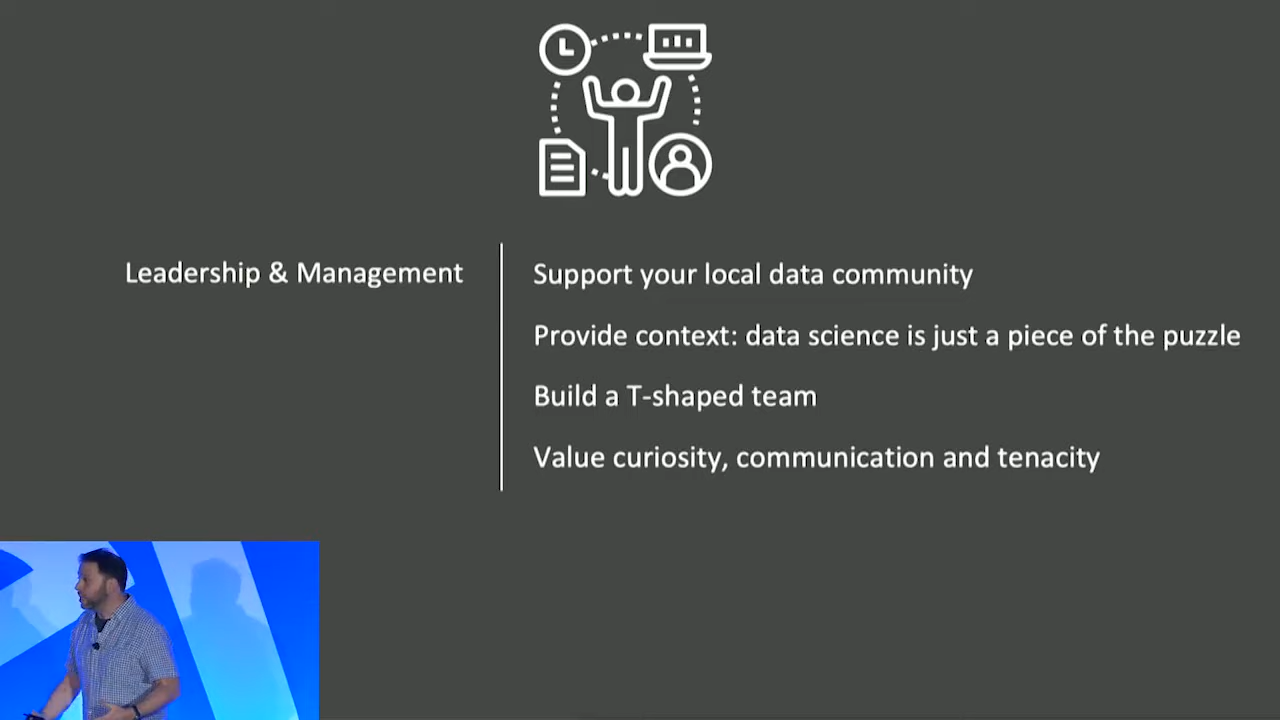 Leadership & Management
Support your local data community
Provide context: data science is just a piece of the puzzle
Build a T-shaped team
Value curiosity, communication and tenacity